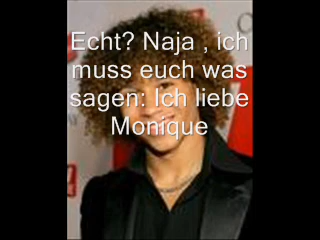 Echt? Naja , ich
muss euch was
sagen: Ich liebe
Monique